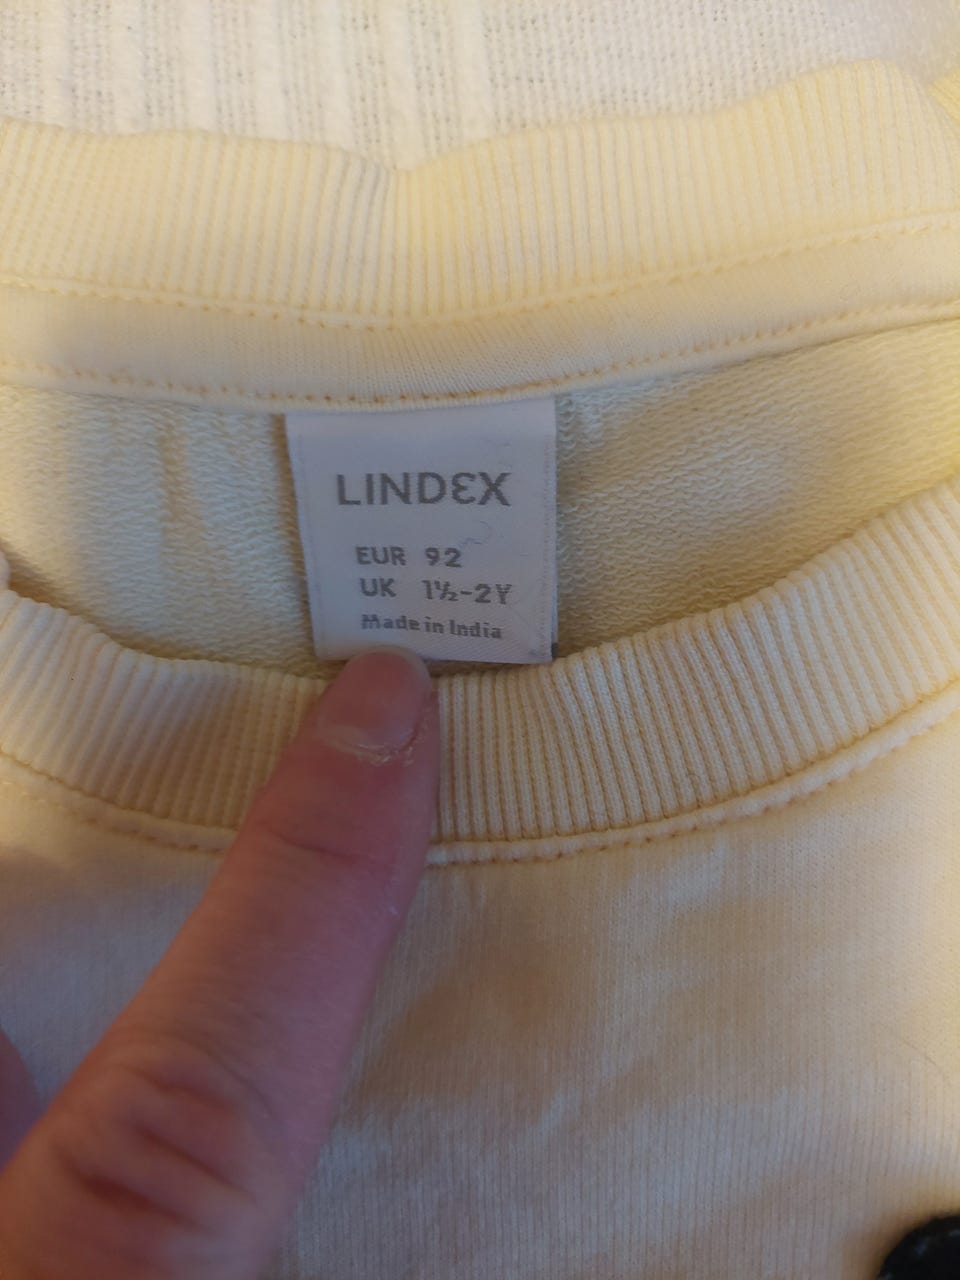 LINDEX
EUR 92
UK 1½-2Y
Made in India